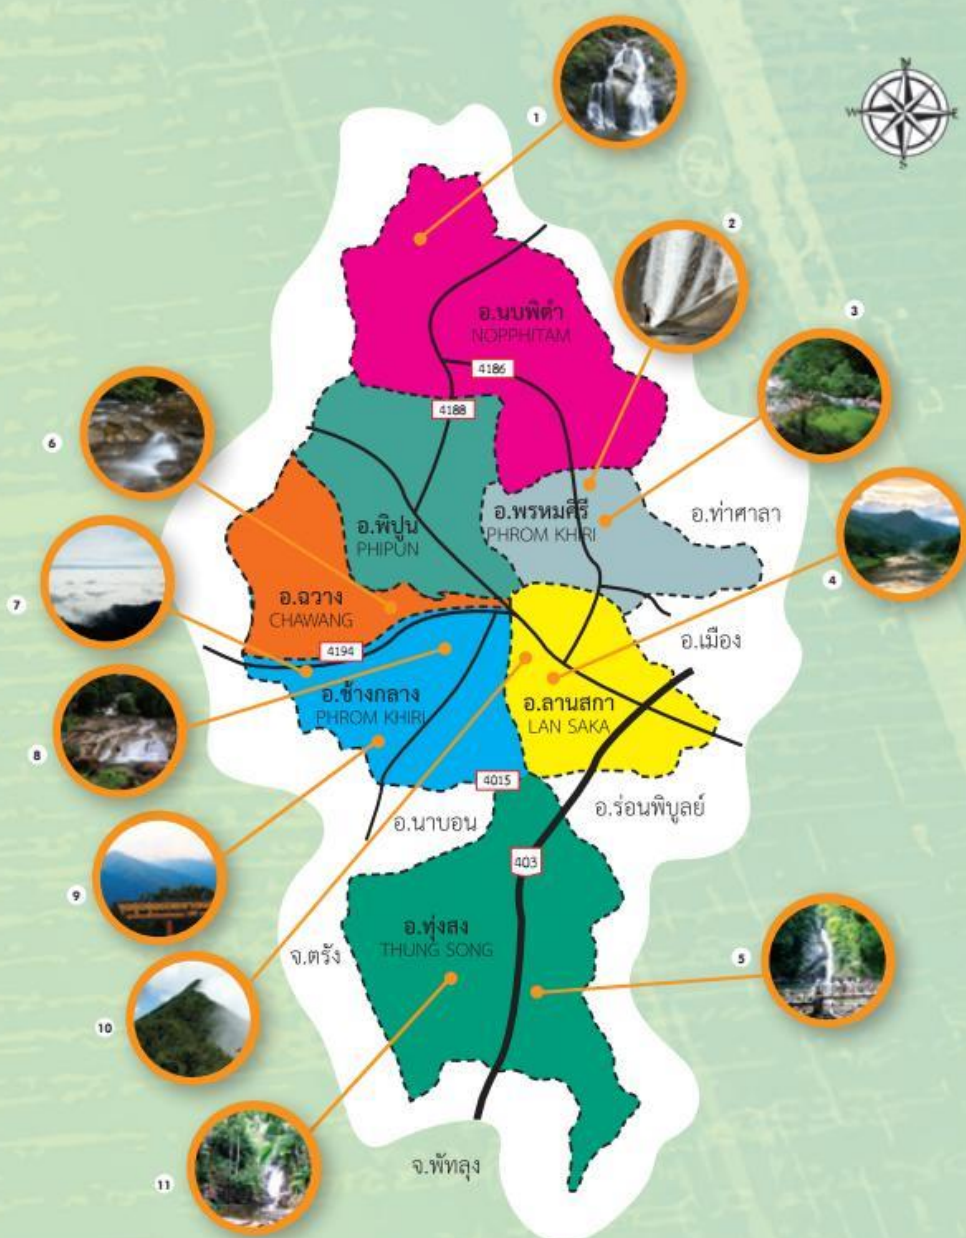 N
W E
S
1
2
3
4
5
6
7
8
9
10
11
อ.นบพิตำ
NOPPHITAM
4186
4188
อ.พิปูน
PHIPUN
อ.พรหมคีรี
PHROM KHIRI
อ.ท่าศาลา
อ.ฉวาง
CHAWANG
4194
อ.เมือง
อ.ช้างกลาง
PHROM KHIRI
อ.ลานสกา
LAN SAKA
4015
อ.นาบอน
อ.ร่อนพิบูลย์
403
อ.ทุ่งสง
THUNG SONG
จ.ตรัง
จ.พัทลุง